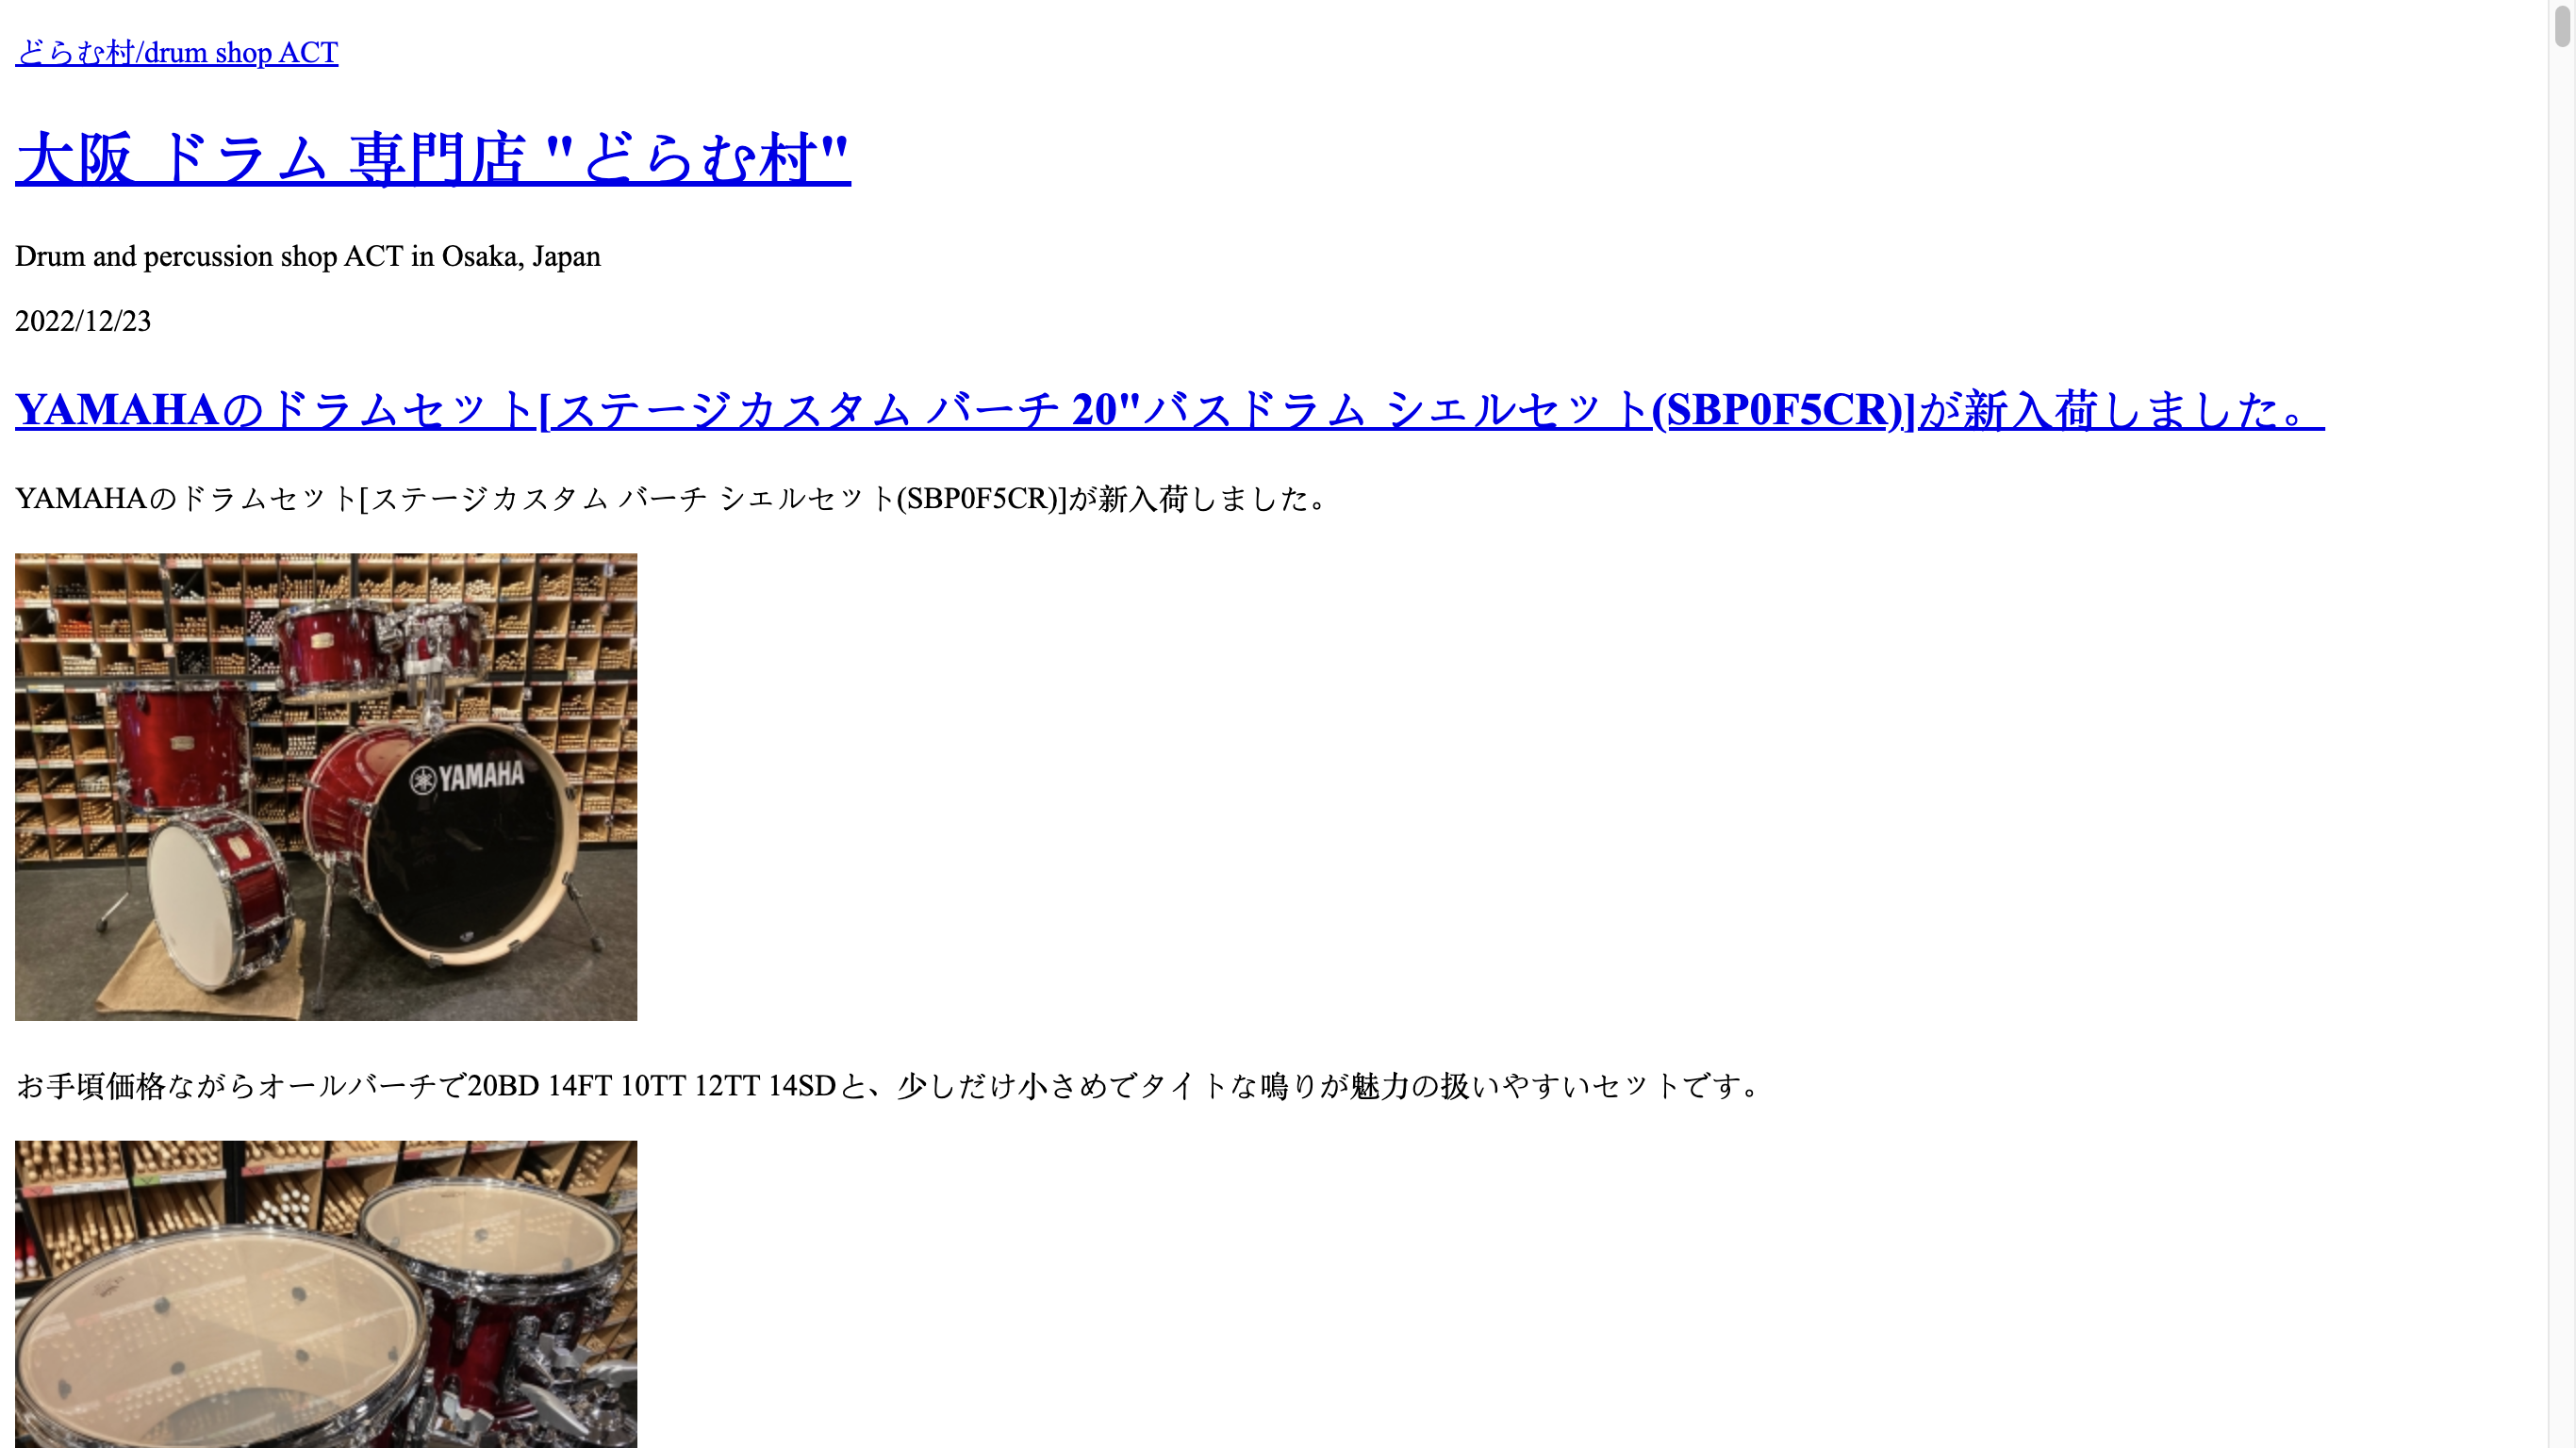 どらむ村/drum shop ACT
大阪 ドラム 専門店 "どらむ村"
Drum and percussion shop ACT in Osaka, Japan
2022/12/23
YAMAHAのドラムセット[ステージカスタム バーチ 20"バスドラム シェルセット(SBP0F5CR)]が新入荷しました。
YAMAHAのドラムセット[ステージカスタム バーチ シェルセット(SBP0F5CR)]が新入荷しました。
YAMAHA
お手頃価格ながらオールバーチで20BD 14FT 10TT 12TT 14SDと、少しだけ小さめでタイトな鳴りが魅力の扱いやすいセットです。